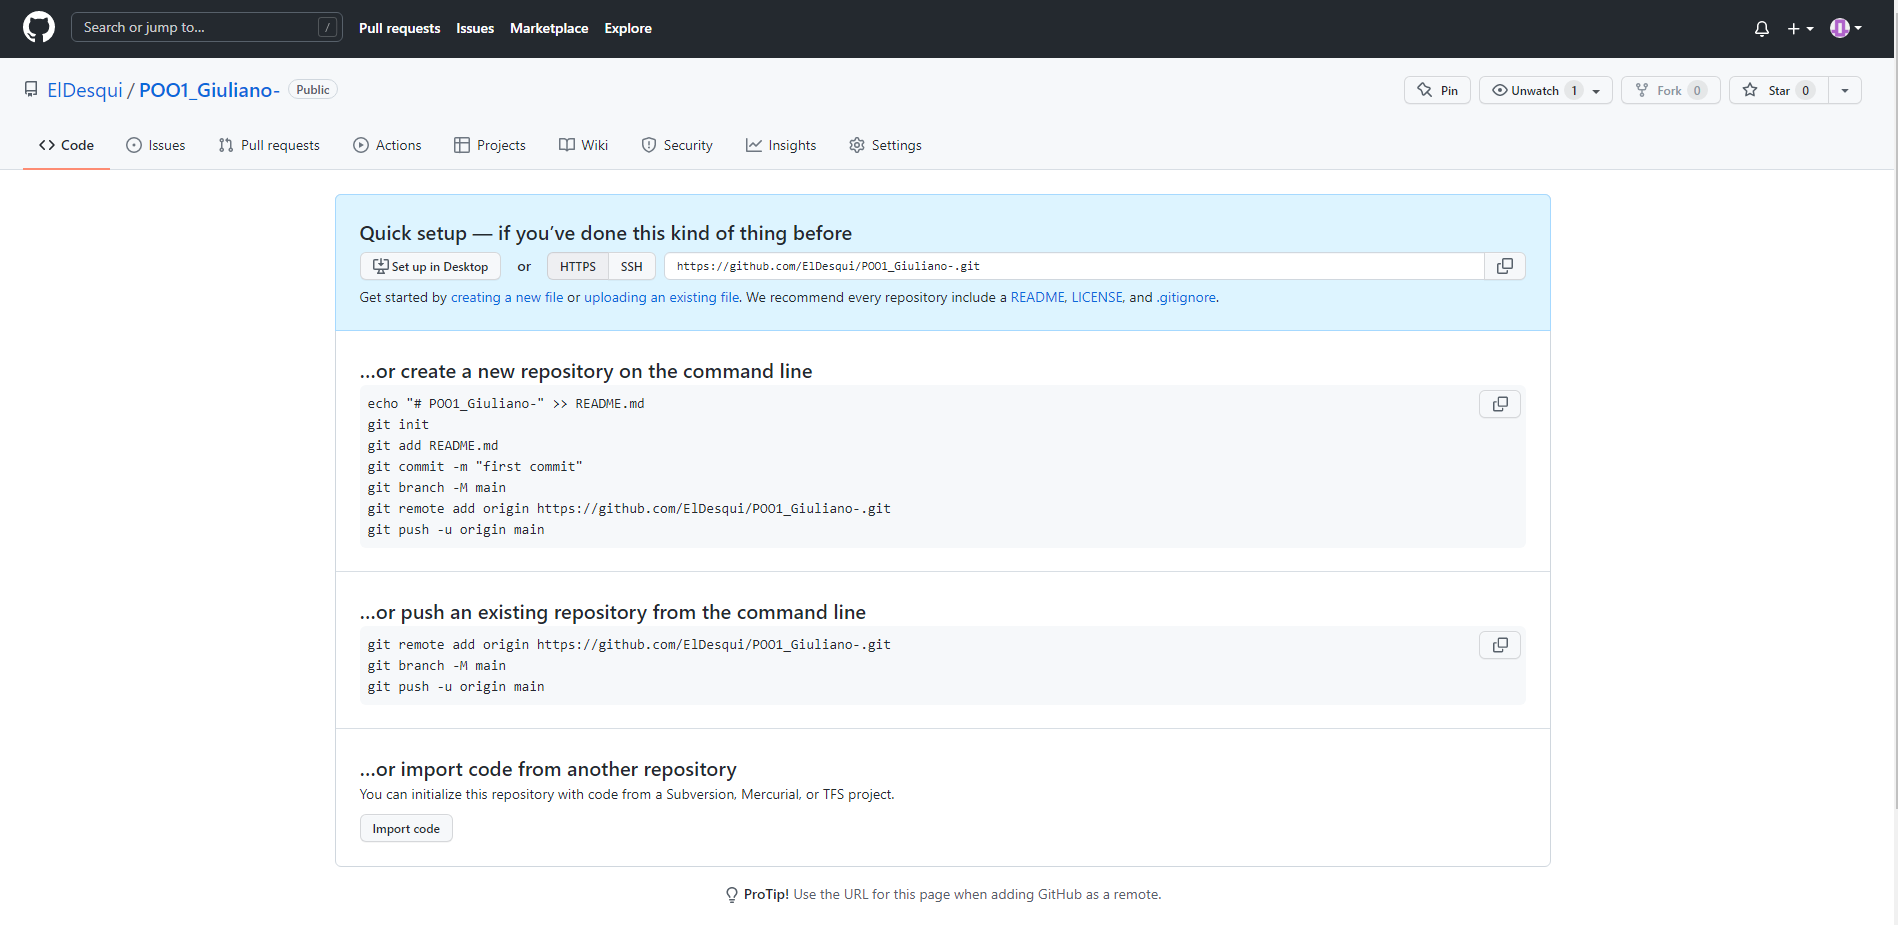 Search or jump to... /
Pull requests Issues Marketplace Explore
ElDesqui / POO1_Giuliano- Public
Pin Unwatch 1 Fork 0 Star 0
Code Issues Pull requests Actions Projects Wiki Security Insights Settings
Quick setup — if you’ve done this kind of thing before
Set up in Desktop or HTTPS SSH https://github.com/ElDesqui/POO1_Giuliano-.git
Get started by creating a new file or uploading an existing file. We recommend every repository include a README, LICENSE, and .gitignore.
…or create a new repository on the command line
echo "# POO1_Giuliano-" >> README.md
git init
git add README.md
git commit -m "first commit"
git branch -M main
git remote add origin https://github.com/ElDesqui/POO1_Giuliano-.git
git push -u origin main
…or push an existing repository from the command line
git remote add origin https://github.com/ElDesqui/POO1_Giuliano-.git
git branch -M main
git push -u origin main
…or import code from another repository
You can initialize this repository with code from a Subversion, Mercurial, or TFS project.
Import code
ProTip! Use the URL for this page when adding GitHub as a remote.